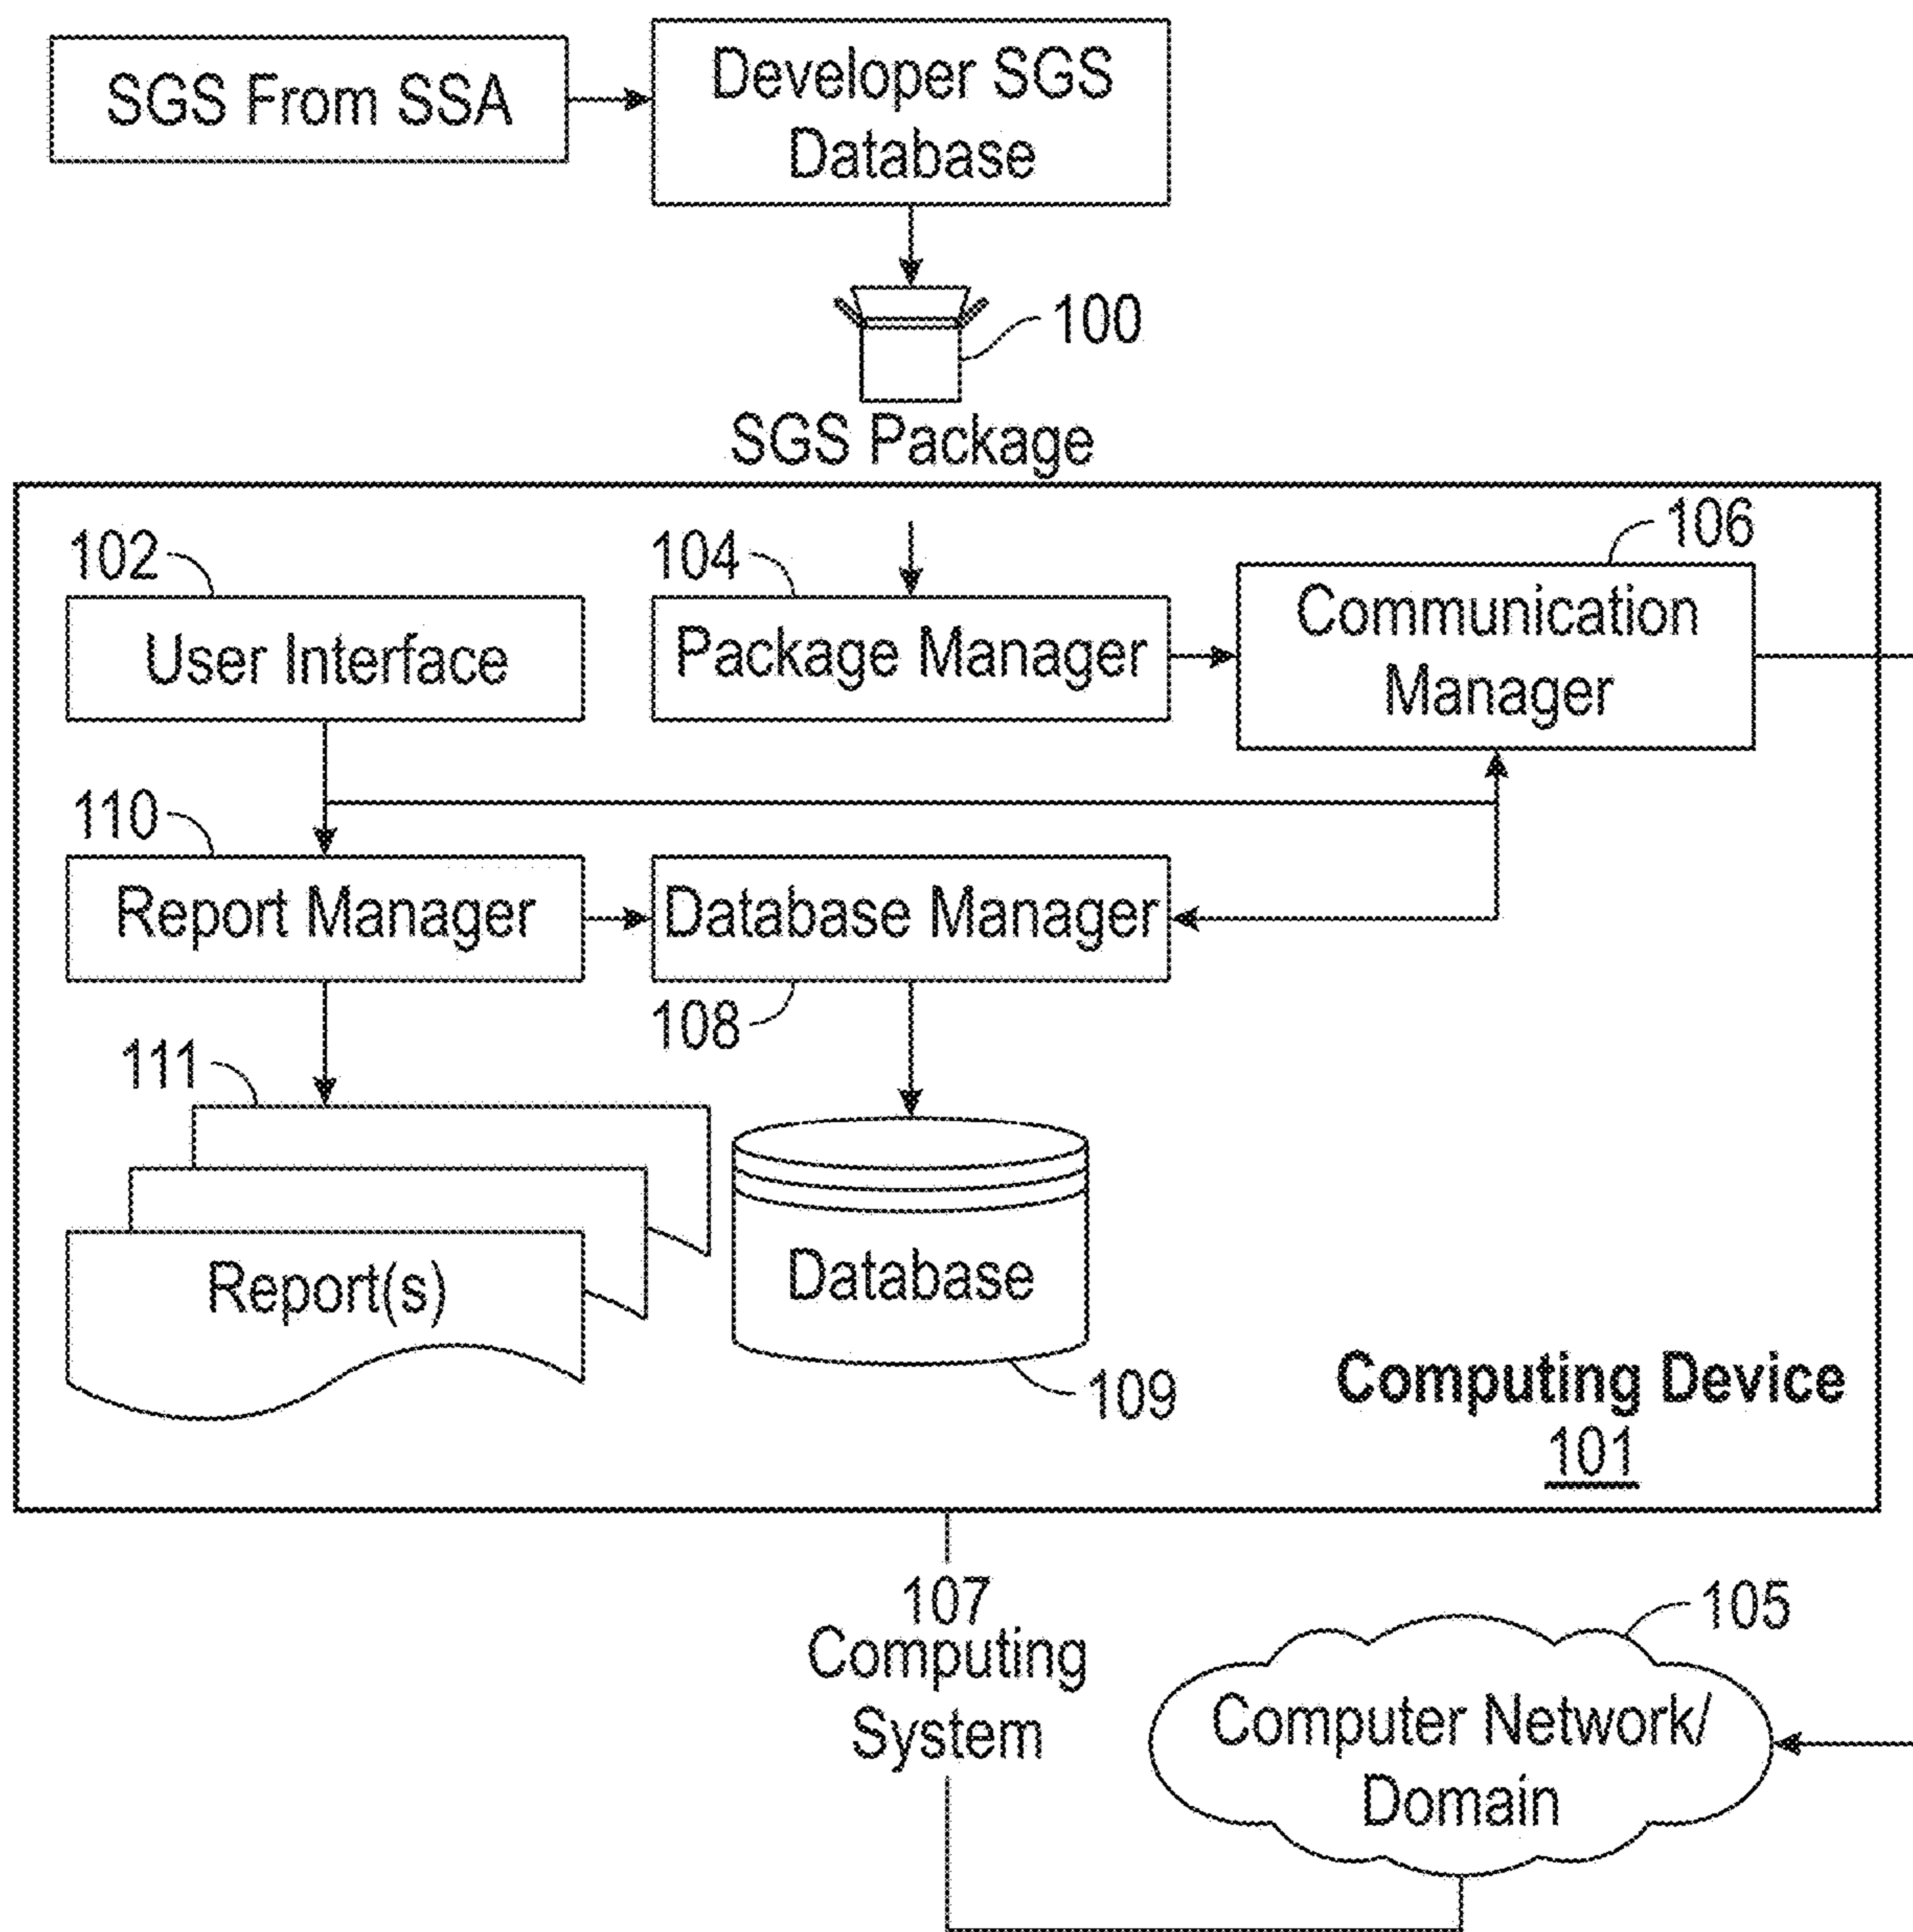 SGS From SSA
Developer SGS
Database
100
SGS Package
102
104
106
User Interface
Package Manager
Communication
Manager
110
Report Manager
Database Manager
108
111
Report(s)
Database
109
Computing Device
101
107
Computing
System
105
Computer Network/
Domain